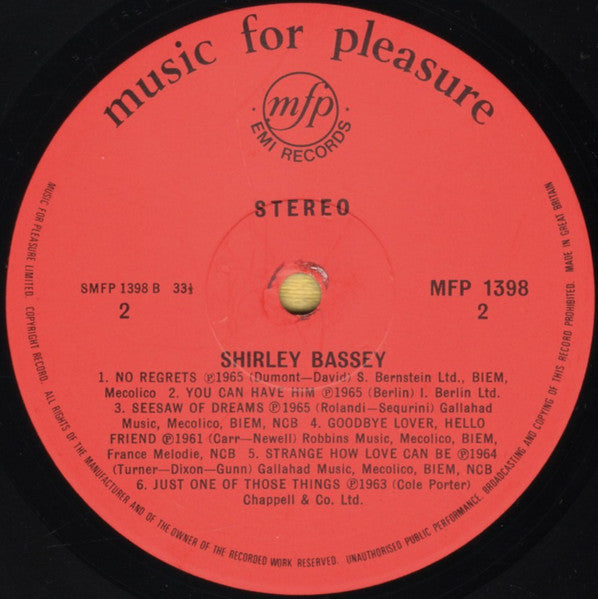 music for pleasure
mfp
· EMI RECORDS ·
STEREO
SMFP 1398 B 33⅓
2
MFP 1398
2
SHIRLEY BASSEY
1. NO REGRETS ℗1965 (Dumont—David) S. Bernstein Ltd., BIEM,
Mecolico 2. YOU CAN HAVE HIM ℗1965 (Berlin) I. Berlin Ltd.
3. SEESAW OF DREAMS ℗1965 (Rolandi—Sequrini) Gallahad
Music, Mecolico, BIEM, NCB 4. GOODBYE LOVER, HELLO
FRIEND ℗1961 (Carr—Newell) Robbins Music, Mecolico, BIEM,
France Melodie, NCB 5. STRANGE HOW LOVE CAN BE ℗1964
(Turner—Dixon—Gunn) Gallahad Music, Mecolico, BIEM, NCB
6. JUST ONE OF THOSE THINGS ℗1963 (Cole Porter)
Chappell & Co. Ltd.
MUSIC FOR PLEASURE LIMITED. COPYRIGHT RECORD. ALL RIGHTS OF THE MANUFACTURER AND OF THE OWNER OF THE RECORDED WORK RESERVED. UNAUTHORISED PUBLIC PERFORMANCE, BROADCASTING AND COPYING OF THIS RECORD PROHIBITED. MADE IN GREAT BRITAIN